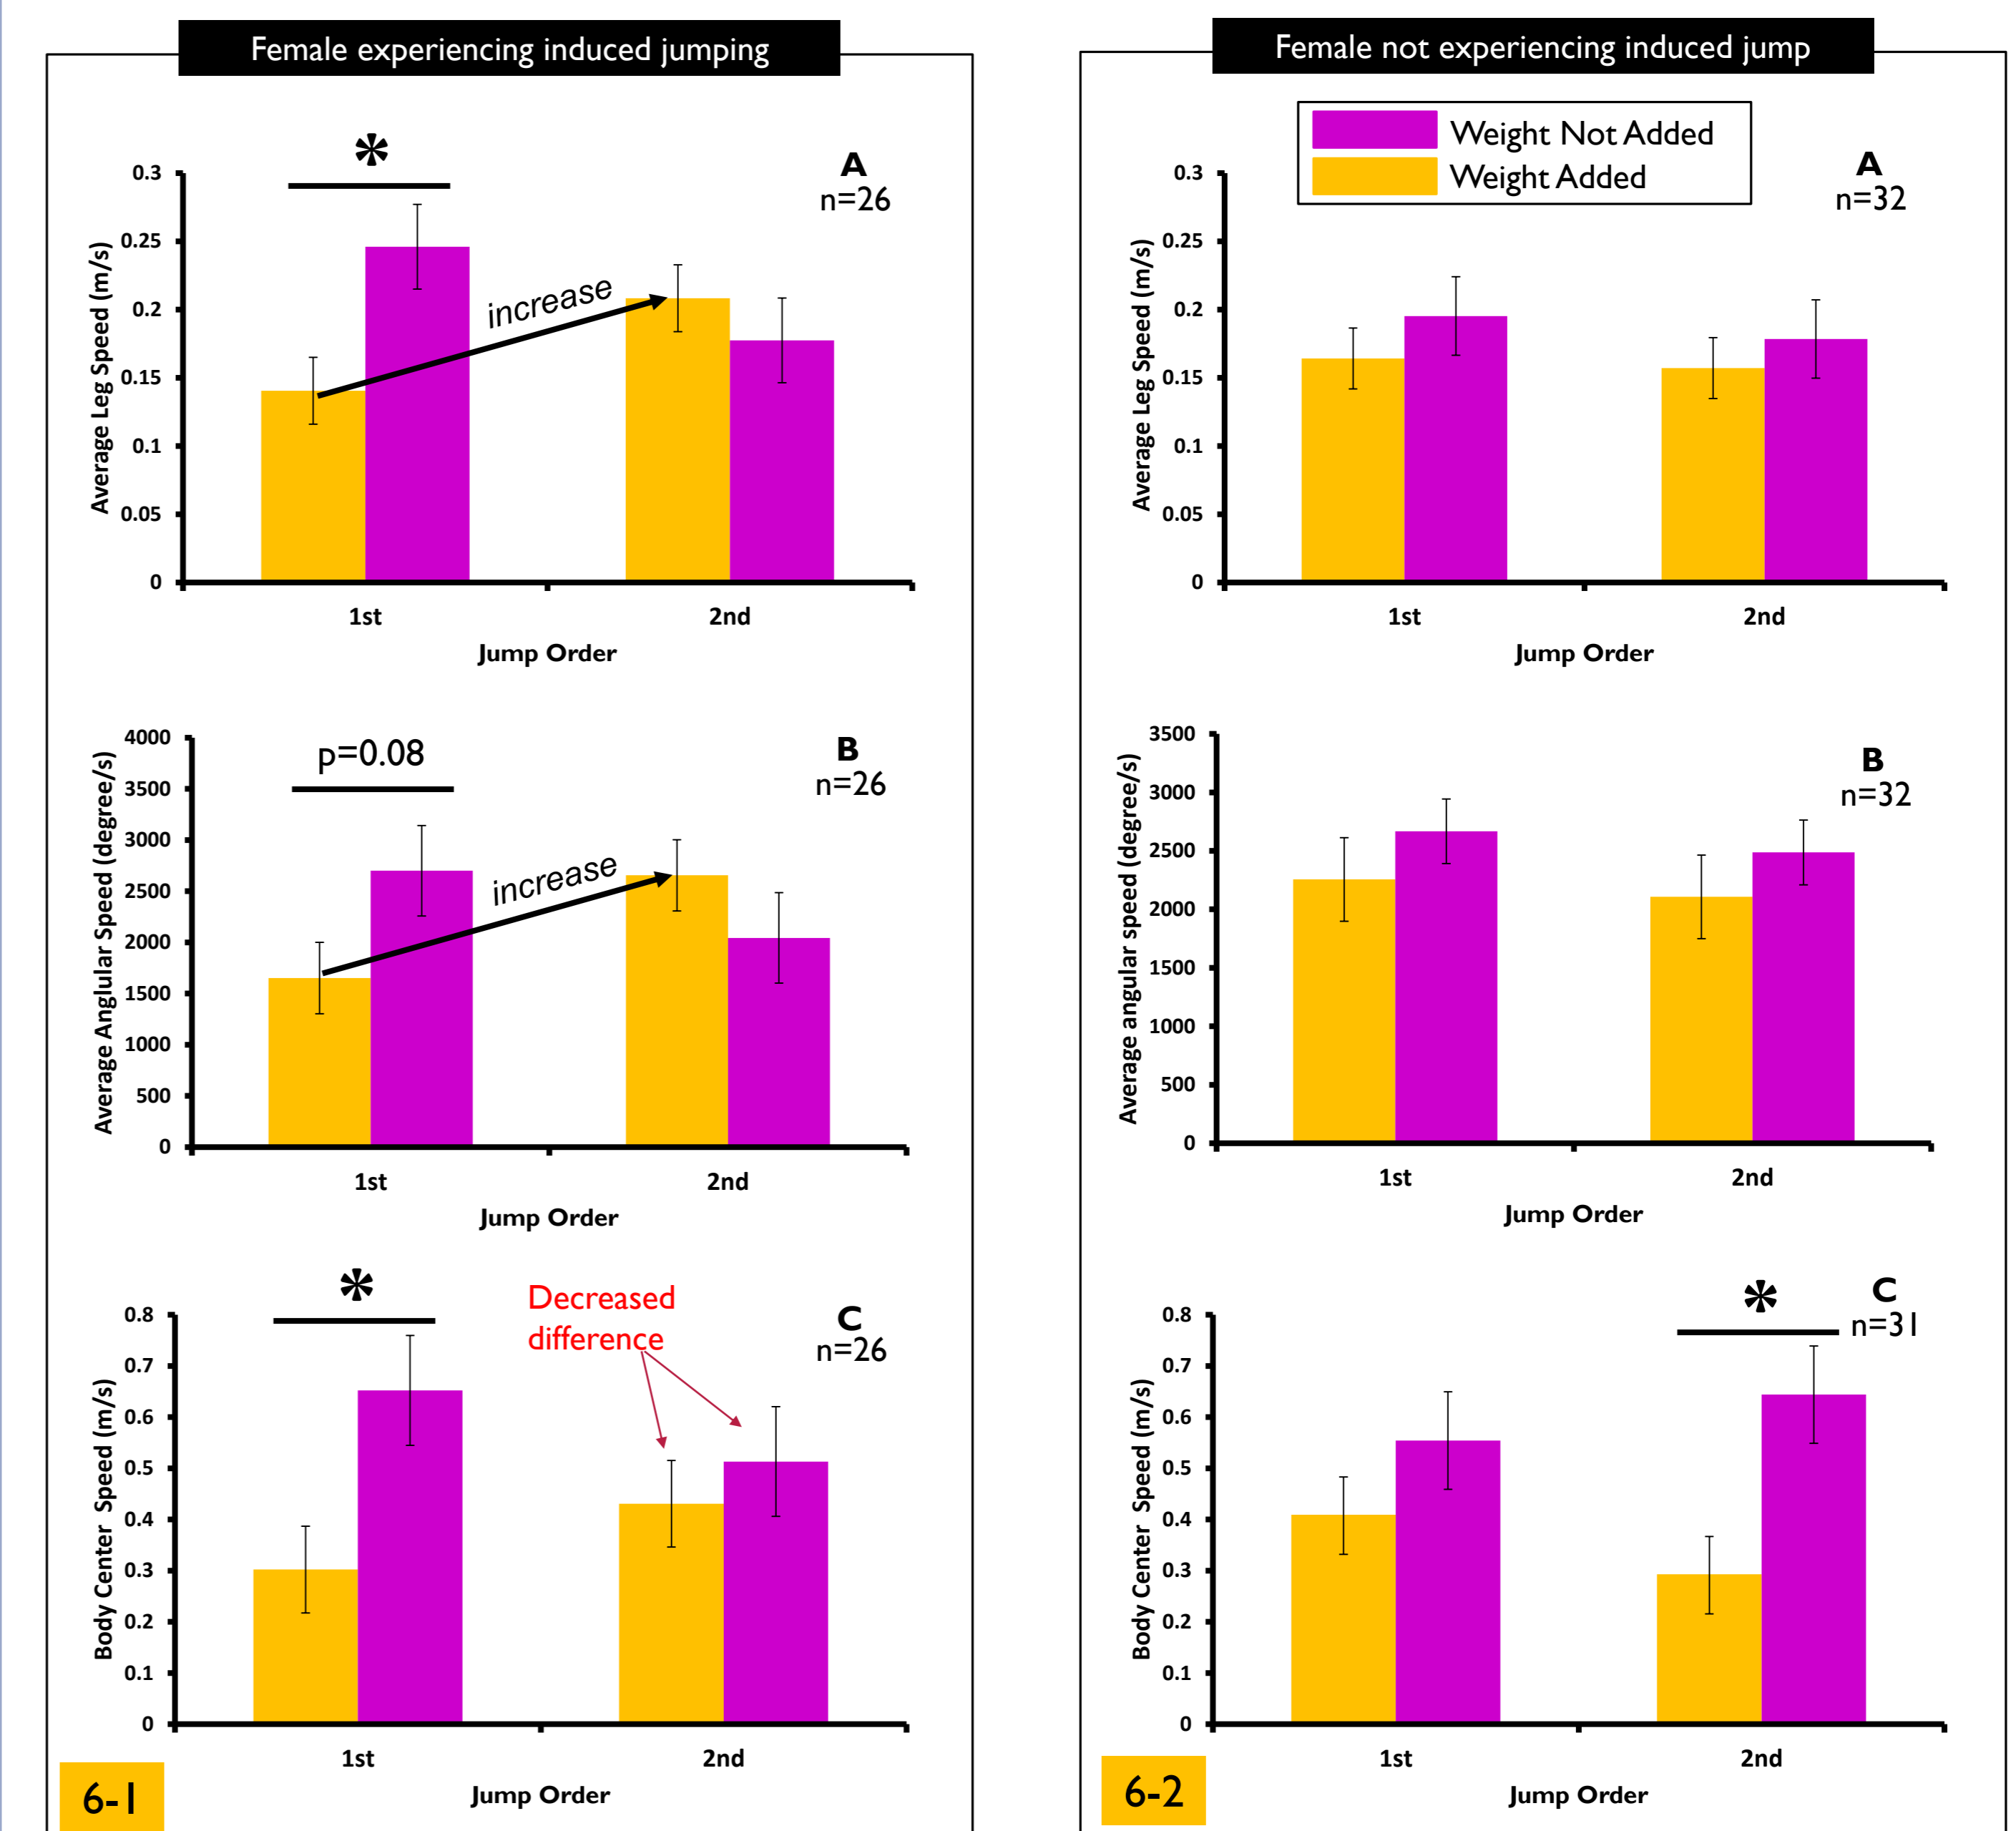 Female experiencing induced jumping
*
A
n=26
0.3
0.25
0.2
0.15
0.1
0.05
0
Average Leg Speed (m/s)
increase
1st
2nd
Jump Order
p=0.08
B
n=26
4000
3500
3000
2500
2000
1500
1000
500
0
Average Anglular Speed (degree/s)
increase
1st
2nd
Jump Order
*
Decreased
difference
C
n=26
0.8
0.7
0.6
0.5
0.4
0.3
0.2
0.1
0
Body Center Speed (m/s)
1st
2nd
Jump Order
6-1
Female not experiencing induced jump
Weight Not Added
Weight Added
A
n=32
0.3
0.25
0.2
0.15
0.1
0.05
0
Average Leg Speed (m/s)
1st
2nd
Jump Order
B
n=32
3500
3000
2500
2000
1500
1000
500
0
Average angular speed (degree/s)
1st
2nd
Jump Order
*
C
n=31
0.8
0.7
0.6
0.5
0.4
0.3
0.2
0.1
0
Body Center Speed (m/s)
1st
2nd
Jump Order
6-2